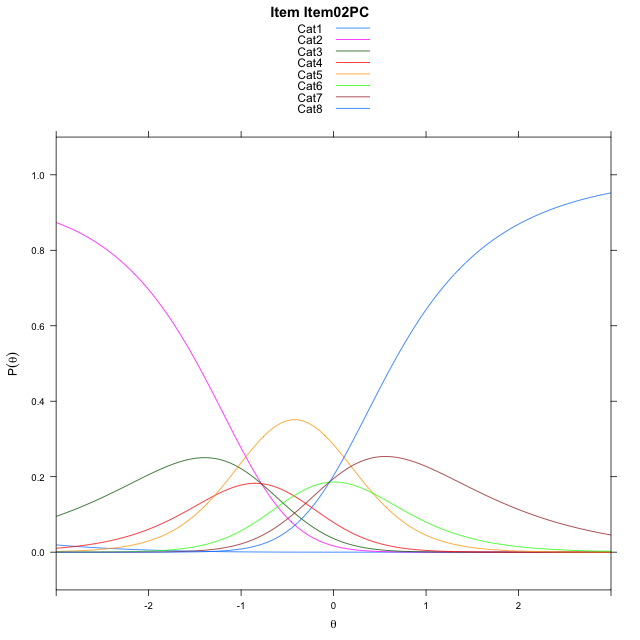 Item Item02PC
Cat1
Cat2
Cat3
Cat4
Cat5
Cat6
Cat7
Cat8
1.0
0.8
0.6
0.4
0.2
0.0
P(θ)
-2 -1 0 1 2
θ